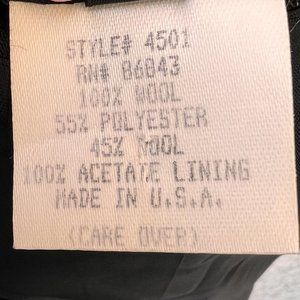 STYLE# 4501
RN# 86843
100% WOOL
55% POLYESTER
45% WOOL
100% ACETATE LINING
MADE IN U.S.A.
(CARE OVER)